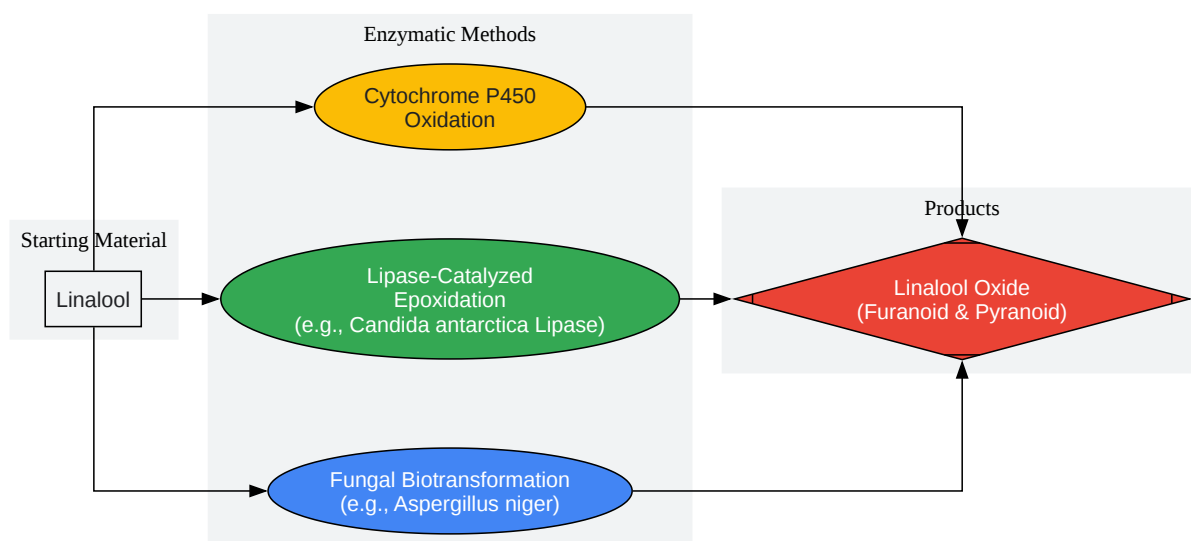 Enzymatic Methods
Cytochrome P450
Oxidation
Starting Material
Linalool
Lipase-Catalyzed
Epoxidation
(e.g., Candida antarctica Lipase)
Products
Linalool Oxide
(Furanoid & Pyranoid)
Fungal Biotransformation
(e.g., Aspergillus niger)